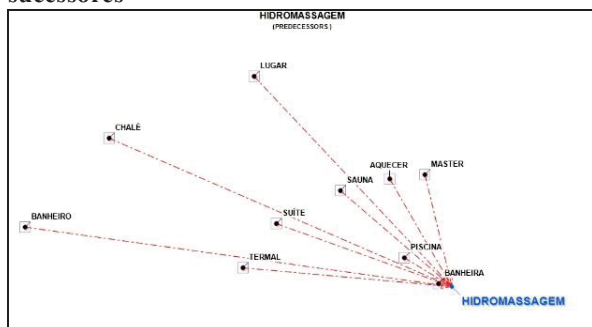 sucessores
HIDROMASSAGEM
(PREDECESSORS)
LUGAR
CHALÉ
AQUECER
MASTER
SAUNA
BANHEIRO
SUÍTE
PISCINA
TERMAL
BANHEIRA
HIDROMASSAGEM